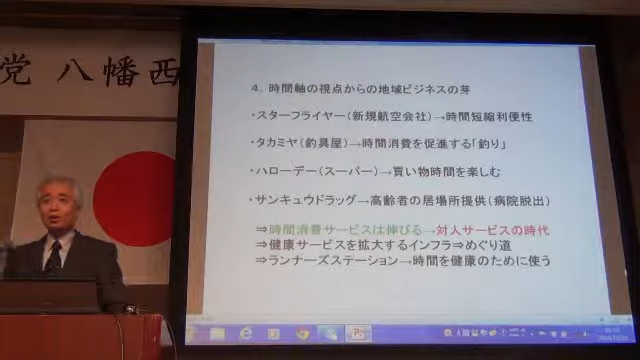 党 八幡西
4．時間軸の視点からの地域ビジネスの芽
・スターフライヤー（新規航空会社）→時間短縮利便性
・タカミヤ（釣具屋）→時間消費を促進する「釣り」
・ハローデー（スーパー）→買い物時間を楽しむ
・サンキュウドラッグ→高齢者の居場所提供（病院脱出）
⇒時間消費サービスは伸びる→対人サービスの時代
⇒健康サービスを拡大するインフラ⇒めぐり道
⇒ランナーズステーション→時間を健康のために使う